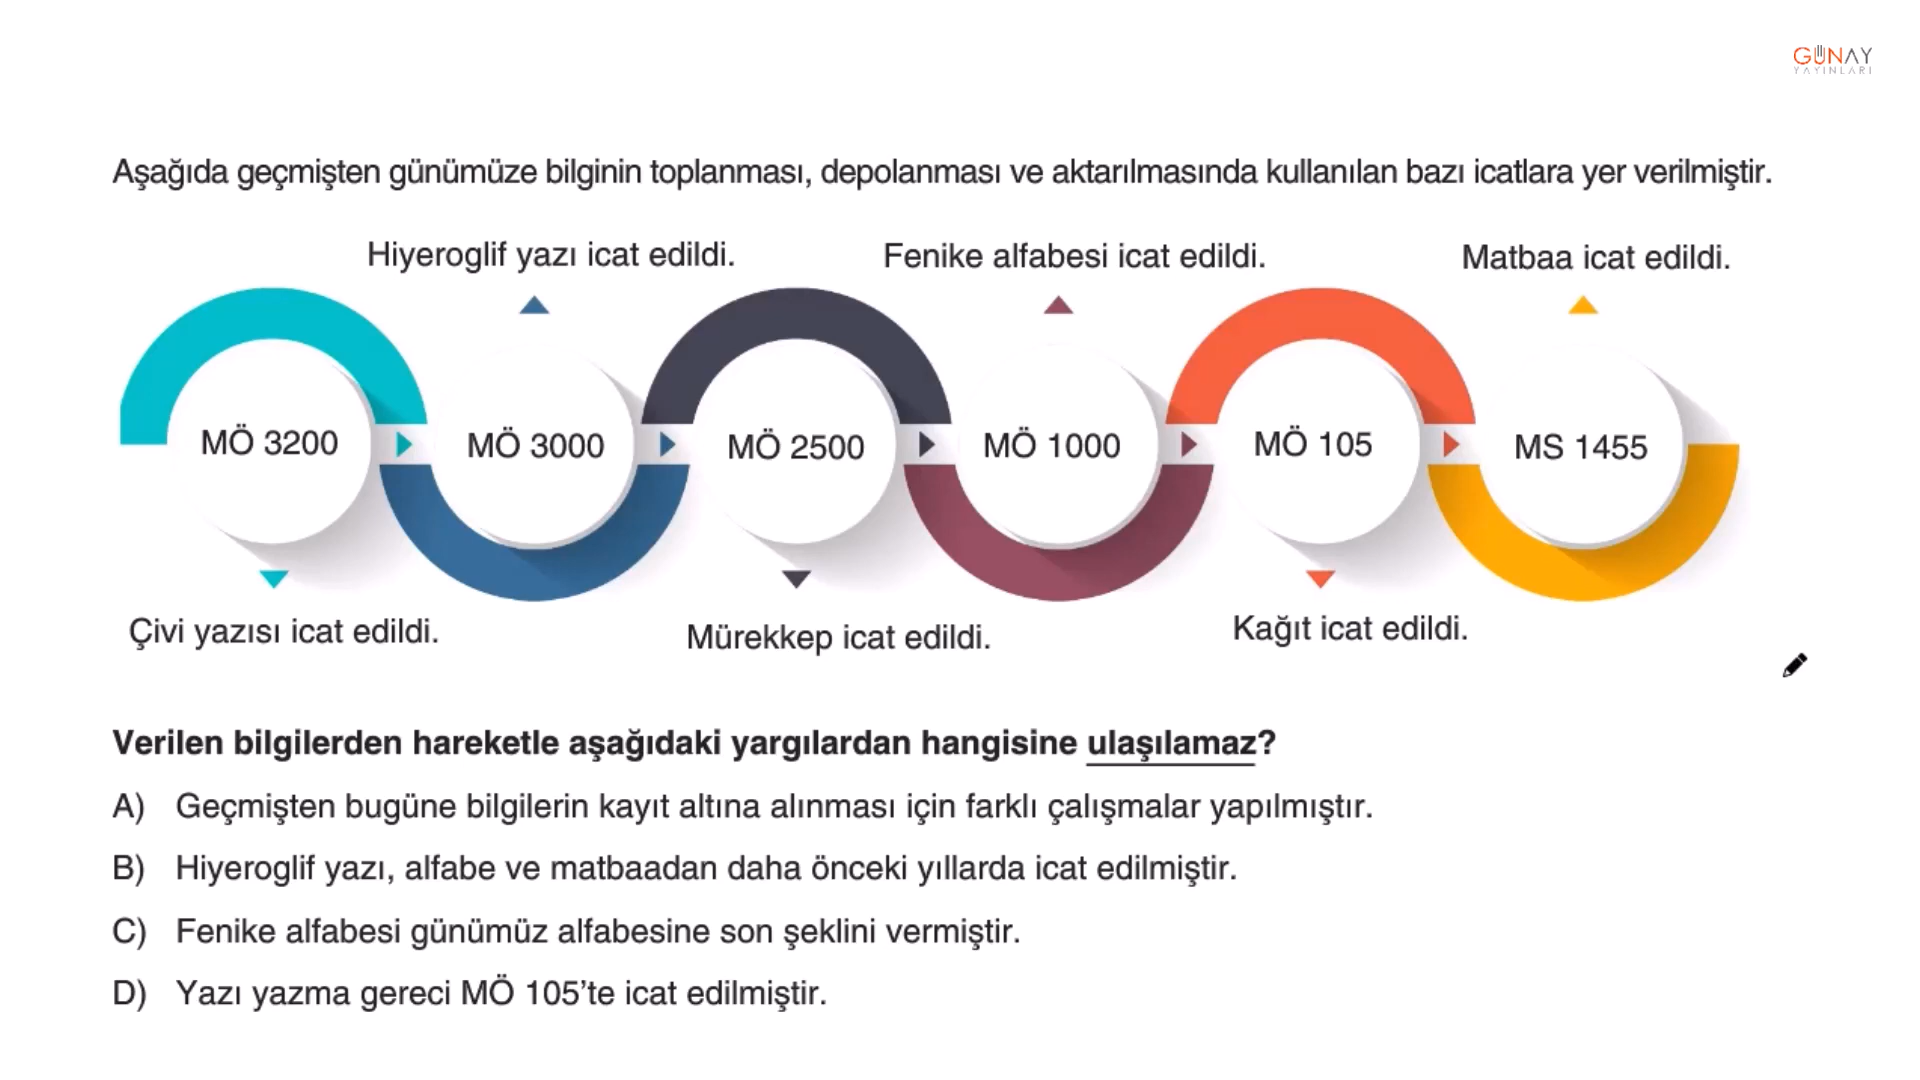 GÜNAY
YAYINLARI
Aşağıda geçmişten günümüze bilginin toplanması, depolanması ve aktarılmasında kullanılan bazı icatlara yer verilmiştir.
Hiyeroglif yazı icat edildi.
Fenike alfabesi icat edildi.
Matbaa icat edildi.
MÖ 3200
MÖ 3000
MÖ 2500
MÖ 1000
MÖ 105
MS 1455
Çivi yazısı icat edildi.
Mürekkep icat edildi.
Kağıt icat edildi.
Verilen bilgilerden hareketle aşağıdaki yargılardan hangisine ulaşılamaz?
A) Geçmişten bugüne bilgilerin kayıt altına alınması için farklı çalışmalar yapılmıştır.
B) Hiyeroglif yazı, alfabe ve matbaadan daha önceki yıllarda icat edilmiştir.
C) Fenike alfabesi günümüz alfabesine son şeklini vermiştir.
D) Yazı yazma gereci MÖ 105’te icat edilmiştir.